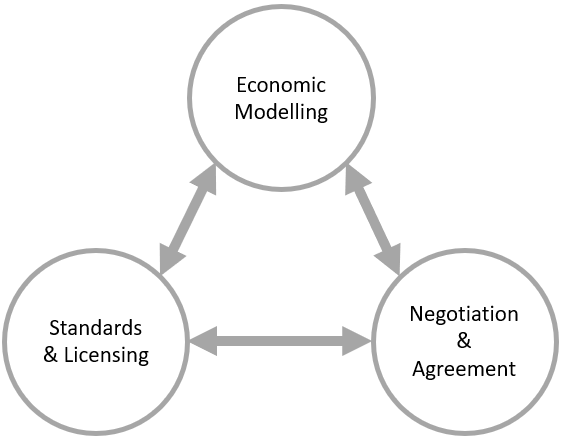 Economic
Modelling
Standards
& Licensing
Negotiation
&
Agreement